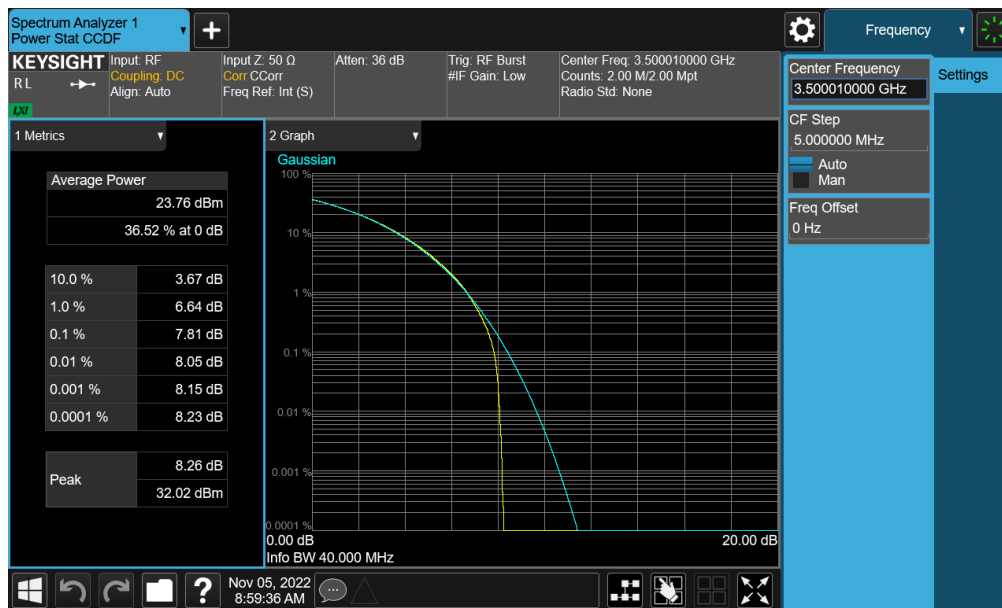 Spectrum Analyzer 1
Power Stat CCDF
Frequency
KEYSIGHT
R L
LXI
Input: RF
Coupling: DC
Align: Auto
Input Z: 50 Ω
Corr CCorr
Freq Ref: Int (S)
Atten: 36 dB
Trig: RF Burst
#IF Gain: Low
Center Freq: 3.500010000 GHz
Counts: 2.00 M/2.00 Mpt
Radio Std: None
Center Frequency
3.500010000 GHz
Settings
CF Step
5.000000 MHz
Auto
Man
Freq Offset
0 Hz
1 Metrics
Average Power
23.76 dBm
36.52 % at 0 dB
10.0 % 3.67 dB
1.0 % 6.64 dB
0.1 % 7.81 dB
0.01 % 8.05 dB
0.001 % 8.15 dB
0.0001 % 8.23 dB
Peak
8.26 dB
32.02 dBm
2 Graph
Gaussian
100 %
10 %
1 %
0.1 %
0.01 %
0.001 %
0.0001 %
0.00 dB
20.00 dB
Info BW 40.000 MHz
?
Nov 05, 2022
8:59:36 AM